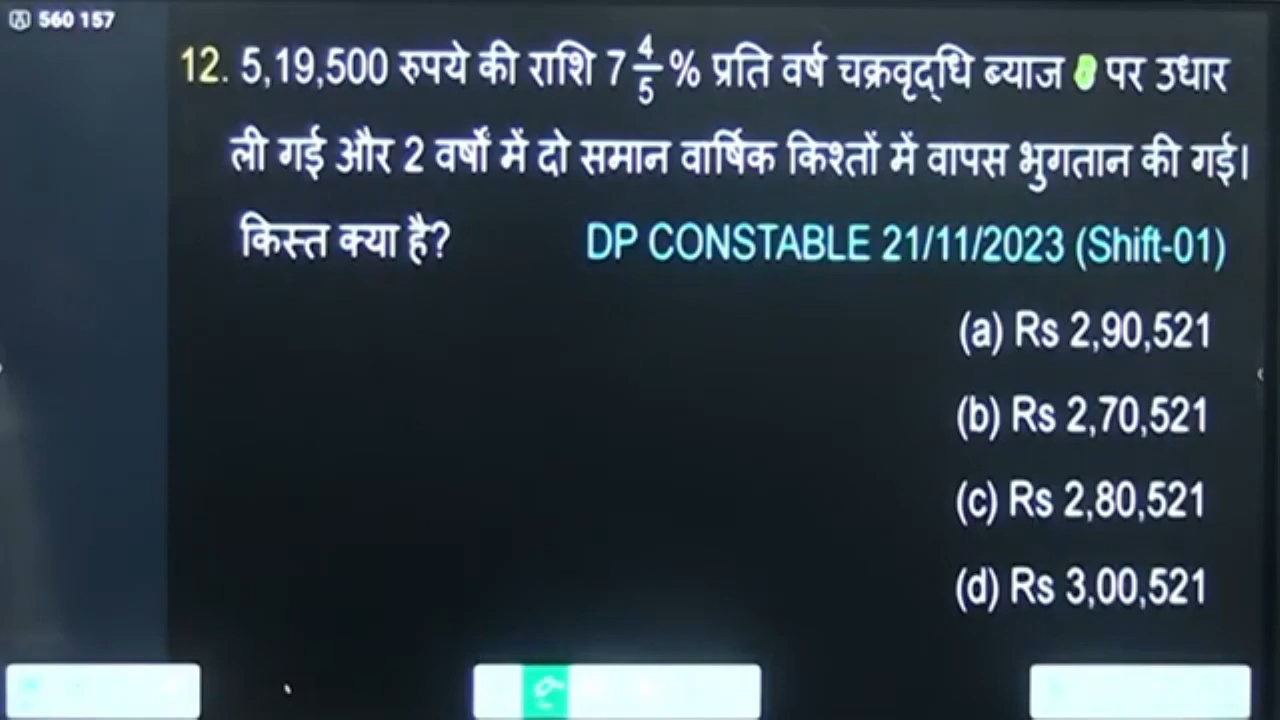 560 157
12. 5,19,500 रुपये की राशि 7 4/5 % प्रति वर्ष चक्रवृद्धि ब्याज पर उधार
ली गई और 2 वर्षों में दो समान वार्षिक किश्तों में वापस भुगतान की गई।
किस्त क्या है? DP CONSTABLE 21/11/2023 (Shift-01)
(a) Rs 2,90,521
(b) Rs 2,70,521
(c) Rs 2,80,521
(d) Rs 3,00,521